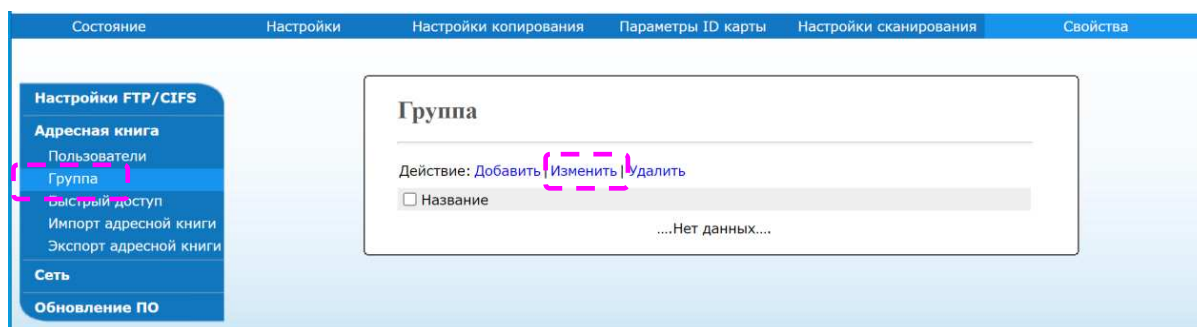 Состояние Настройки Настройки копирования Параметры ID карты Настройки сканирования Свойства
Настройки FTP/CIFS
Адресная книга
Пользователи
Группа
Быстрый доступ
Импорт адресной книги
Экспорт адресной книги
Сеть
Обновление ПО
Группа
Действие: Добавить | Изменить | Удалить
Название
....Нет данных....